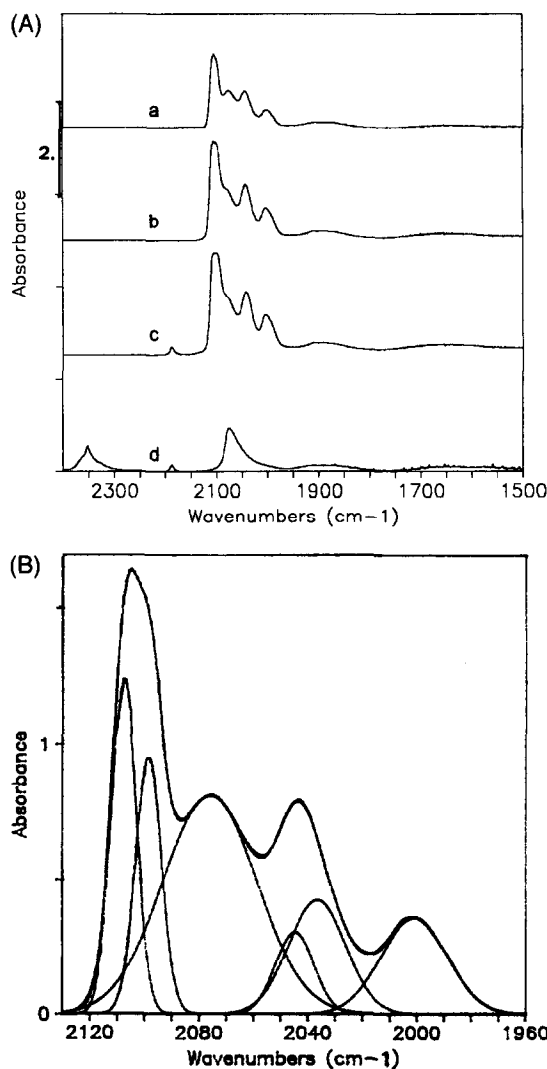 (A)
a
2.
b
Absorbance
c
d
2300 2100 1900 1700 1500
Wavenumbers (cm-1)
(B)
Absorbance
1
0
2120 2080 2040 2000 1960
Wavenumbers (cm-1)